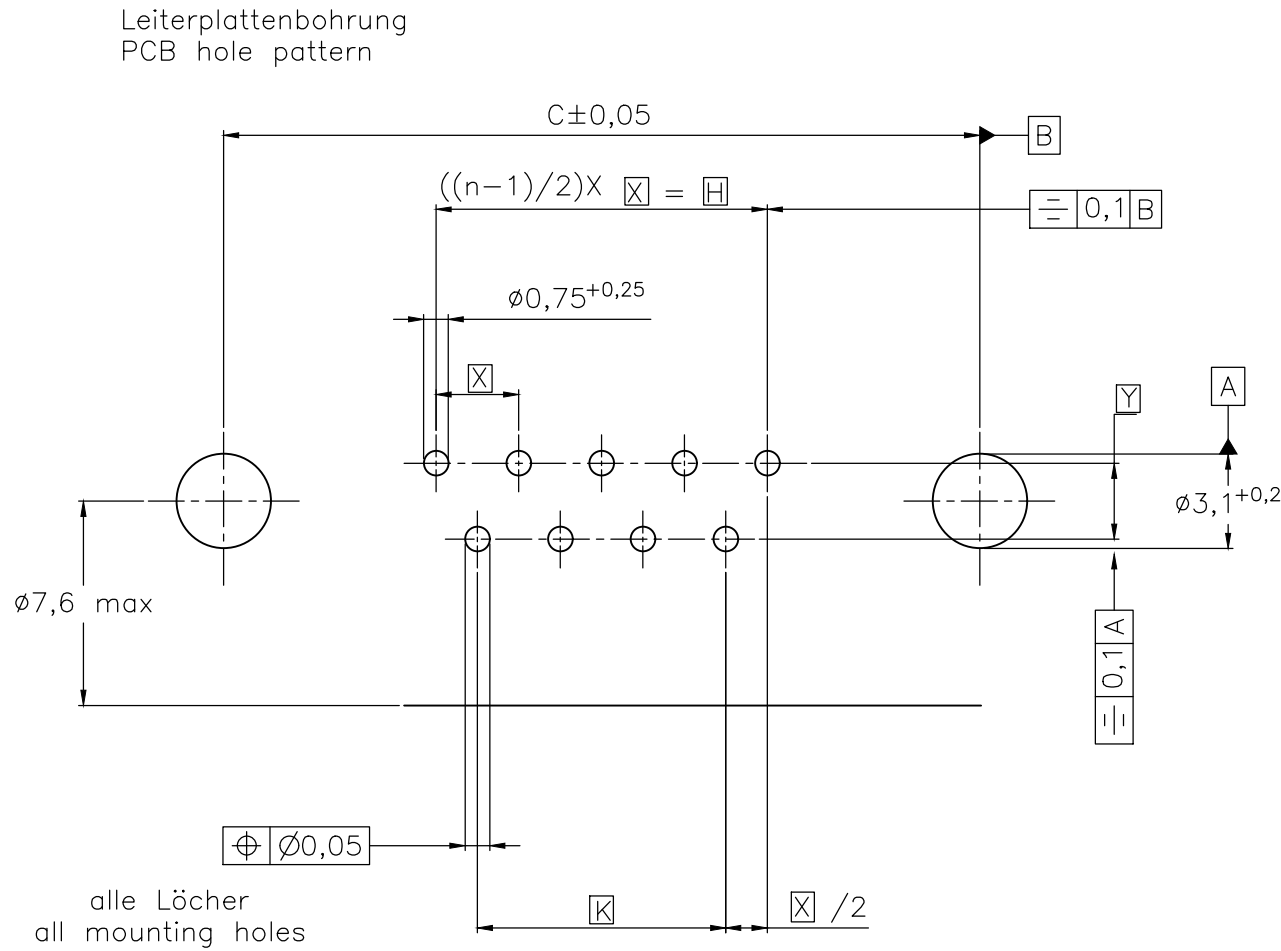 Leiterplattenbohrung
PCB hole pattern
C±0,05
B
((n-1)/2)X X = H
0,1 B
ø0,75+0,25
X
Y
A
ø3,1+0,2
ø7,6 max
0,1 A
Ø0,05
alle Löcher
all mounting holes
K
X /2